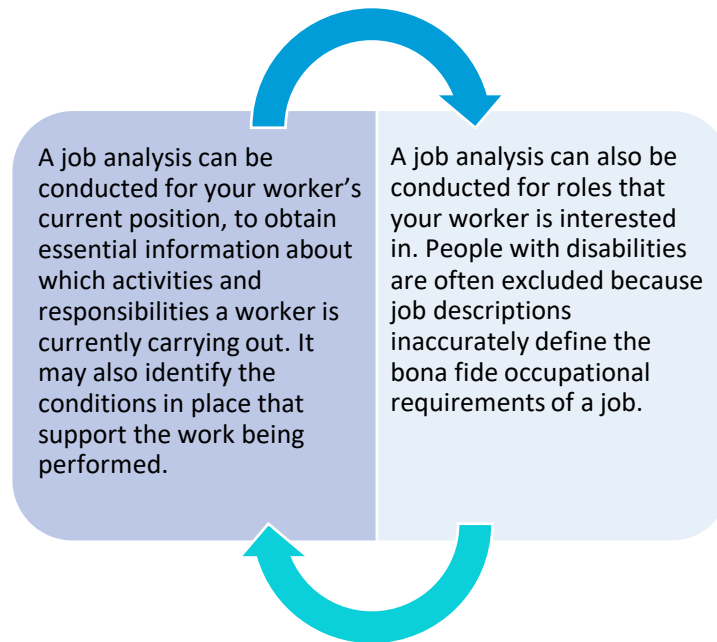 A job analysis can be
conducted for your worker’s
current position, to obtain
essential information about
which activities and
responsibilities a worker is
currently carrying out. It
may also identify the
conditions in place that
support the work being
performed.
A job analysis can also be
conducted for roles that
your worker is interested
in. People with disabilities
are often excluded because
job descriptions
inaccurately define the
bona fide occupational
requirements of a job.